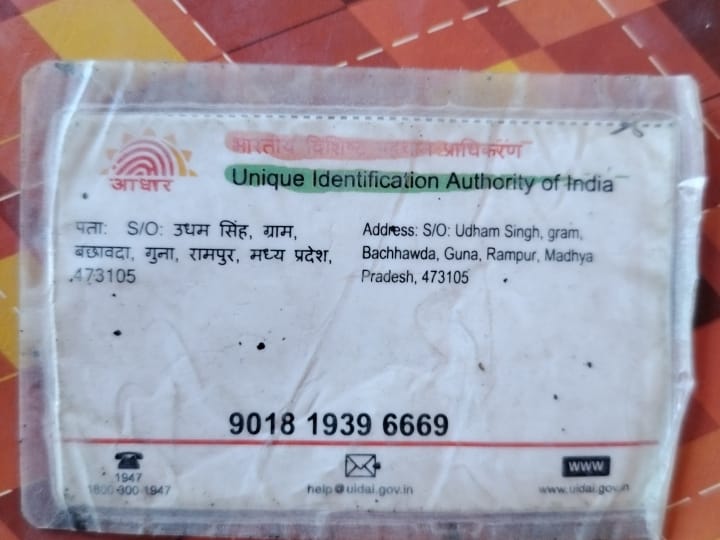 भारतीय विशिष्ट पहचान प्राधिकरण
आधार
Unique Identification Authority of India
पता: S/O: उधम सिंह, ग्राम,
बछावदा, गुना, रामपुर, मध्य प्रदेश,
473105
Address: S/O: Udham Singh, gram,
Bachhawda, Guna, Rampur, Madhya
Pradesh, 473105
9018 1939 6669
1947
1800 300 1947
help@uidai.gov.in
WWW
www.uidai.gov.in